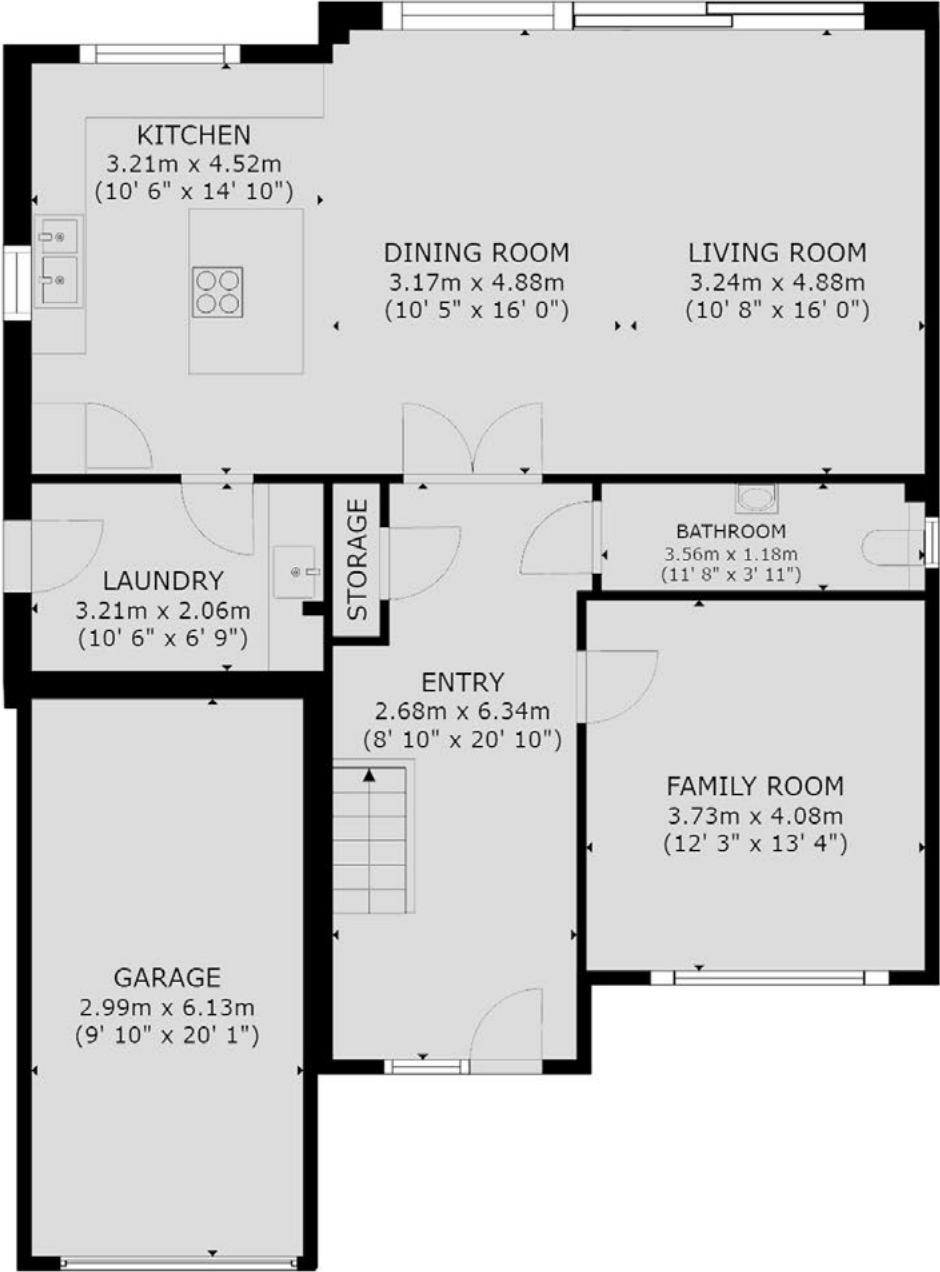 KITCHEN
3.21m x 4.52m
(10' 6" x 14' 10")
DINING ROOM
3.17m x 4.88m
(10' 5" x 16' 0")
LIVING ROOM
3.24m x 4.88m
(10' 8" x 16' 0")
LAUNDRY
3.21m x 2.06m
(10' 6" x 6' 9")
STORAGE
BATHROOM
3.56m x 1.18m
(11' 8" x 3' 11")
ENTRY
2.68m x 6.34m
(8' 10" x 20' 10")
FAMILY ROOM
3.73m x 4.08m
(12' 3" x 13' 4")
GARAGE
2.99m x 6.13m
(9' 10" x 20' 1")